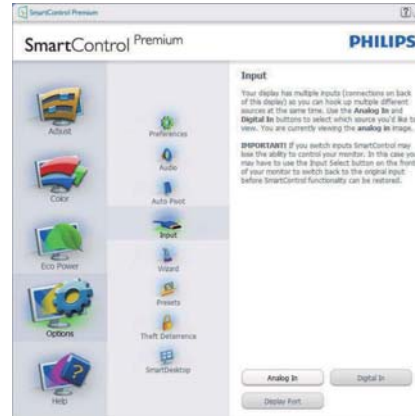 SmartControl Premium
SmartControl Premium
PHILIPS
Adjust
Color
Eco Power
Options
Help
Preferences
Audio
Auto Pivot
Input
Wizard
Presets
Theft Deterrence
SmartDesktop
Input
Your display has multiple inputs (connections on back
of this display) so you can hook up multiple different
sources at the same time. Use the Analog In and
Digital In buttons to select which source you'd like to
view. You are currently viewing the analog in image.
IMPORTANT! If you switch inputs SmartControl may
lose the ability to control your monitor. In this case you
may have to use the Input Select button on the front
of your monitor to switch back to the original input
before SmartControl functionality can be restored.
Analog In
Digital In
Display Port